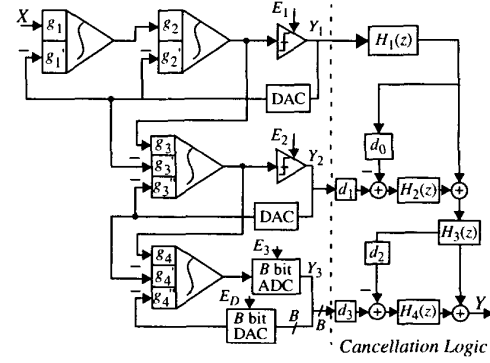 X
g1
g1'
g2
g2'
E1
Y1
H1(z)
DAC
d0
g3
g3'
g3"
E2
Y2
d1
H2(z)
DAC
H3(z)
d2
g4
g4'
g4"
E3
B bit
ADC
Y3
ED
B bit
DAC
B
B
d3
H4(z)
Y
Cancellation Logic